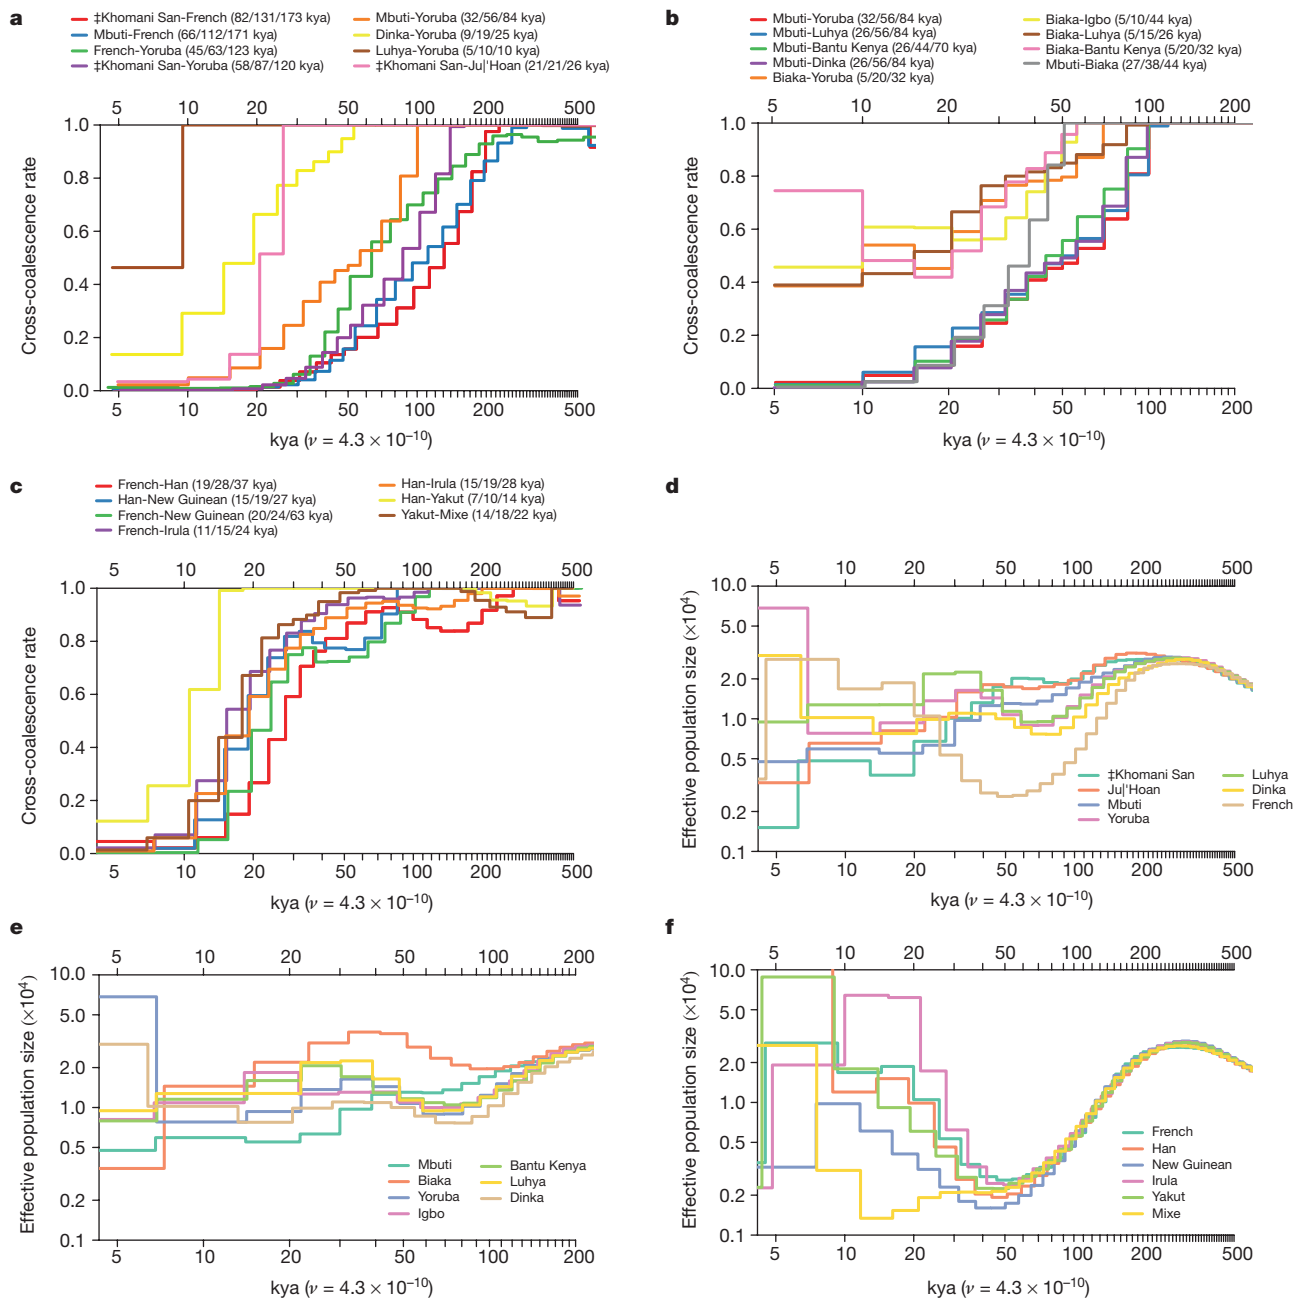 a
‡Khomani San-French (82/131/173 kya)
Mbuti-French (66/112/171 kya)
French-Yoruba (45/63/123 kya)
‡Khomani San-Yoruba (58/87/120 kya)
Mbuti-Yoruba (32/56/84 kya)
Dinka-Yoruba (9/19/25 kya)
Luhya-Yoruba (5/10/10 kya)
‡Khomani San-Ju|'Hoan (21/21/26 kya)
5 10 20 50 100 200 500
1.0
0.8
0.6
0.4
0.2
0.0
Cross-coalescence rate
5 10 20 50 100 200 500
kya (ν = 4.3 × 10⁻¹⁰)
b
Mbuti-Yoruba (32/56/84 kya)
Mbuti-Luhya (26/56/84 kya)
Mbuti-Bantu Kenya (26/44/70 kya)
Mbuti-Dinka (26/56/84 kya)
Biaka-Yoruba (5/20/32 kya)
Biaka-Igbo (5/10/44 kya)
Biaka-Luhya (5/15/26 kya)
Biaka-Bantu Kenya (5/20/32 kya)
Mbuti-Biaka (27/38/44 kya)
5 10 20 50 100 200
1.0
0.8
0.6
0.4
0.2
0.0
Cross-coalescence rate
5 10 20 50 100 200
kya (ν = 4.3 × 10⁻¹⁰)
c
French-Han (19/28/37 kya)
Han-New Guinean (15/19/27 kya)
French-New Guinean (20/24/63 kya)
French-Irula (11/15/24 kya)
Han-Irula (15/19/28 kya)
Han-Yakut (7/10/14 kya)
Yakut-Mixe (14/18/22 kya)
5 10 20 50 100 200 500
1.0
0.8
0.6
0.4
0.2
0.0
Cross-coalescence rate
5 10 20 50 100 200 500
kya (ν = 4.3 × 10⁻¹⁰)
d
5 10 20 50 100 200 500
10.0
5.0
2.0
1.0
0.5
0.2
0.1
Effective population size (×10⁴)
‡Khomani San
Ju|'Hoan
Mbuti
Yoruba
Luhya
Dinka
French
5 10 20 50 100 200 500
kya (ν = 4.3 × 10⁻¹⁰)
e
5 10 20 50 100 200
10.0
5.0
2.0
1.0
0.5
0.2
0.1
Effective population size (×10⁴)
Mbuti
Biaka
Yoruba
Igbo
Bantu Kenya
Luhya
Dinka
5 10 20 50 100 200
kya (ν = 4.3 × 10⁻¹⁰)
f
5 10 20 50 100 200 500
10.0
5.0
2.0
1.0
0.5
0.2
0.1
Effective population size (×10⁴)
French
Han
New Guinean
Irula
Yakut
Mixe
5 10 20 50 100 200 500
kya (ν = 4.3 × 10⁻¹⁰)